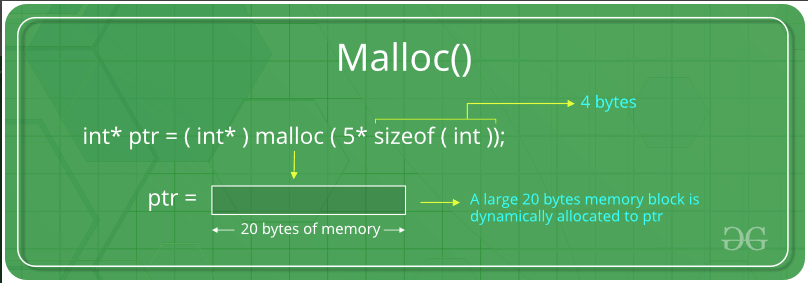 Malloc()
4 bytes
int* ptr = ( int* ) malloc ( 5* sizeof ( int ));
ptr =
A large 20 bytes memory block is
dynamically allocated to ptr
20 bytes of memory